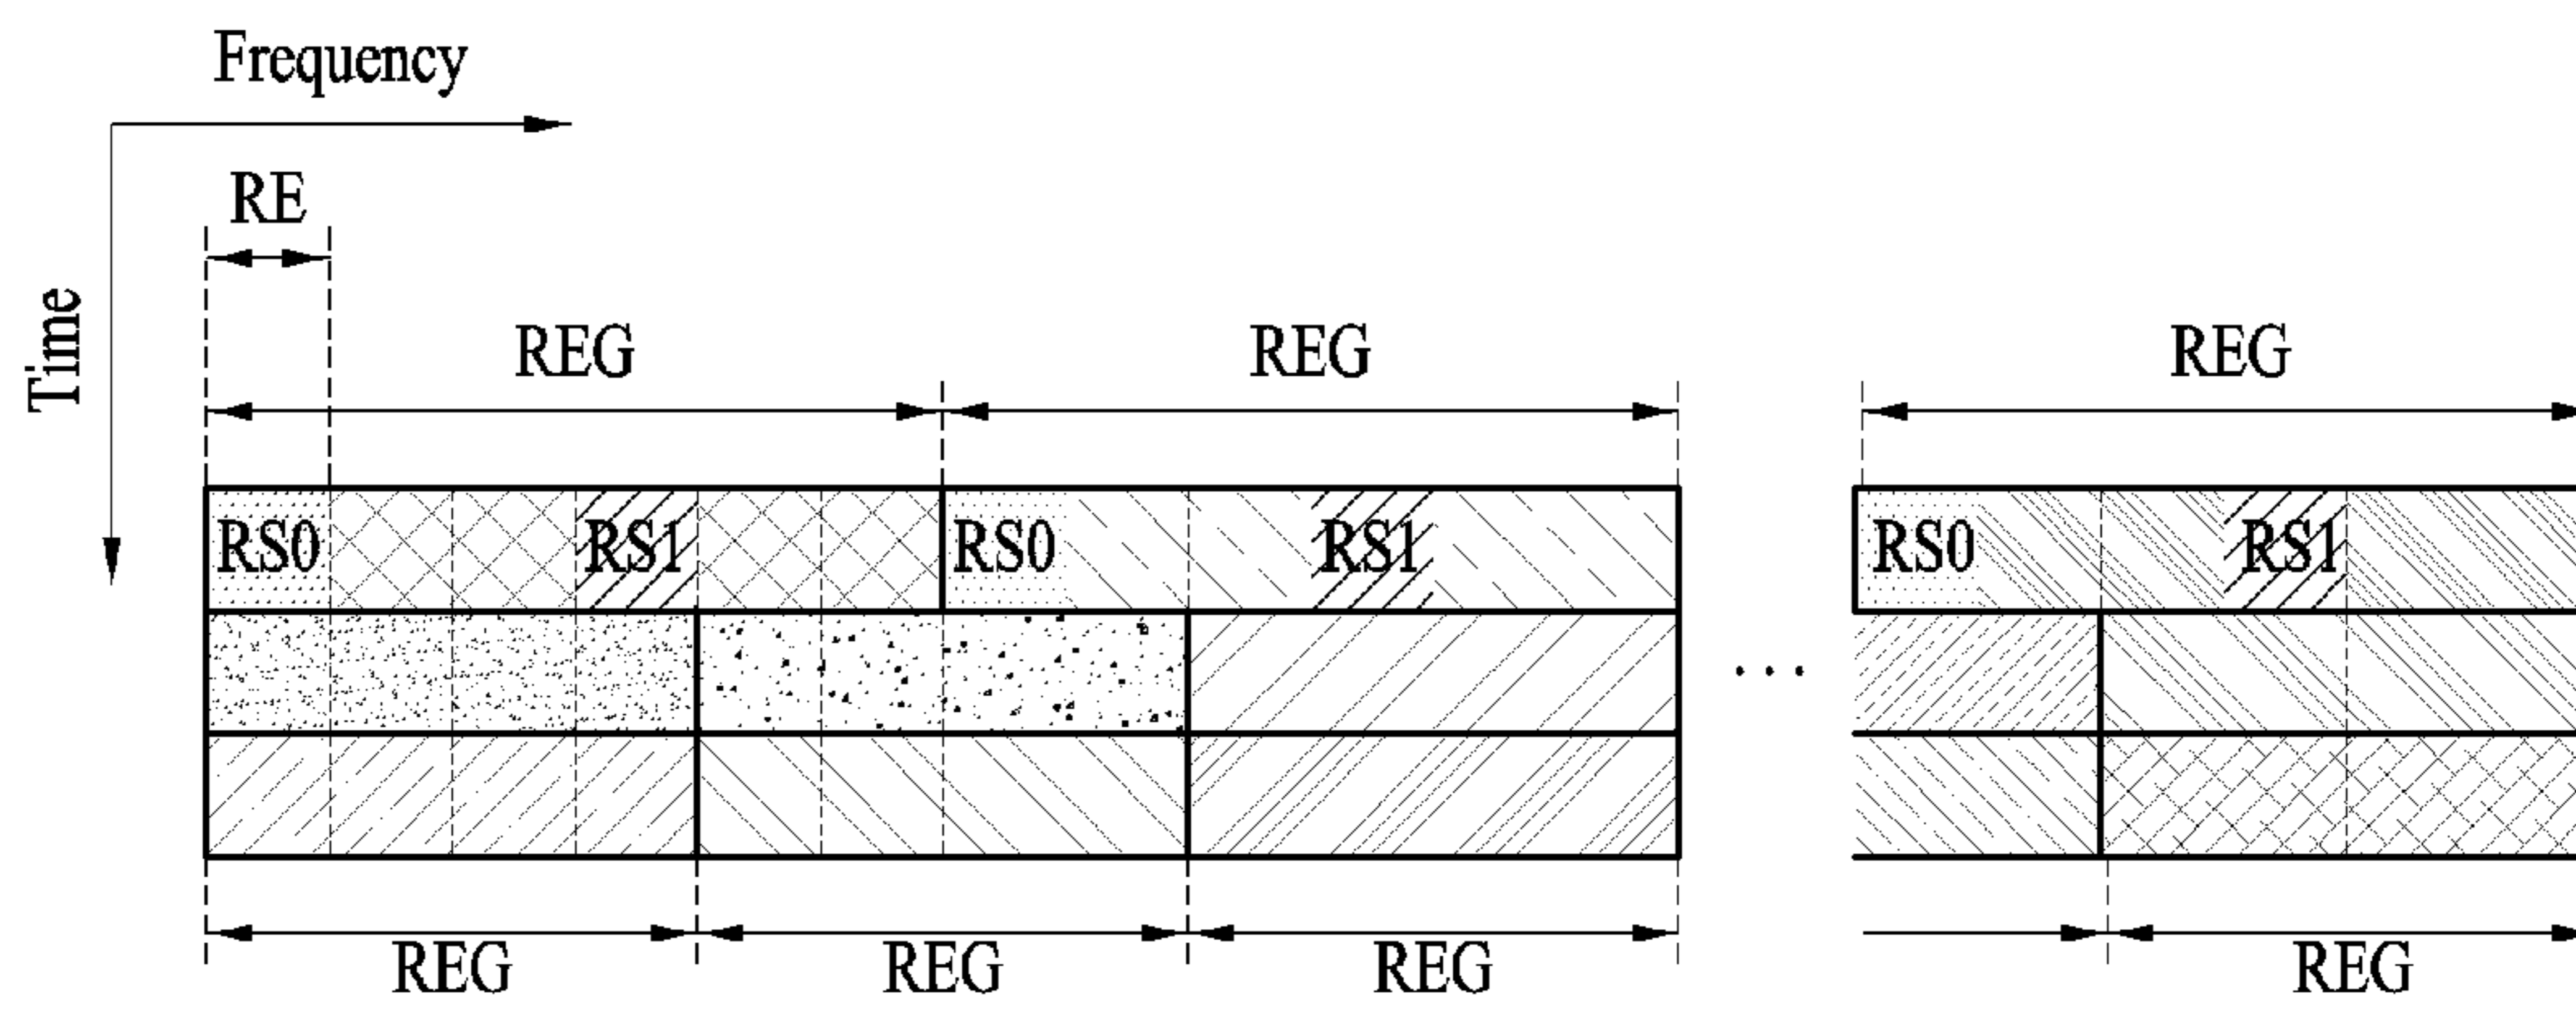 Frequency
RE
Time
REG REG REG
RS0 RS1 RS0 RS1 RS0 RS1
...
REG REG REG REG